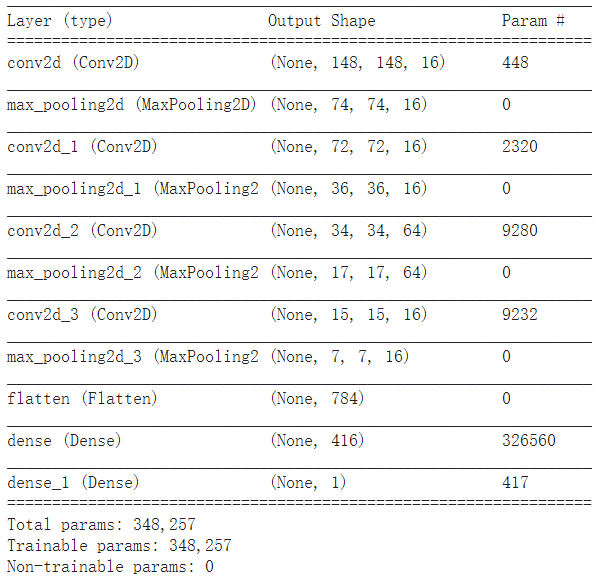 Layer (type) Output Shape Param #
conv2d (Conv2D) (None, 148, 148, 16) 448
max_pooling2d (MaxPooling2D) (None, 74, 74, 16) 0
conv2d_1 (Conv2D) (None, 72, 72, 16) 2320
max_pooling2d_1 (MaxPooling2 (None, 36, 36, 16) 0
conv2d_2 (Conv2D) (None, 34, 34, 64) 9280
max_pooling2d_2 (MaxPooling2 (None, 17, 17, 64) 0
conv2d_3 (Conv2D) (None, 15, 15, 16) 9232
max_pooling2d_3 (MaxPooling2 (None, 7, 7, 16) 0
flatten (Flatten) (None, 784) 0
dense (Dense) (None, 416) 326560
dense_1 (Dense) (None, 1) 417
Total params: 348,257
Trainable params: 348,257
Non-trainable params: 0